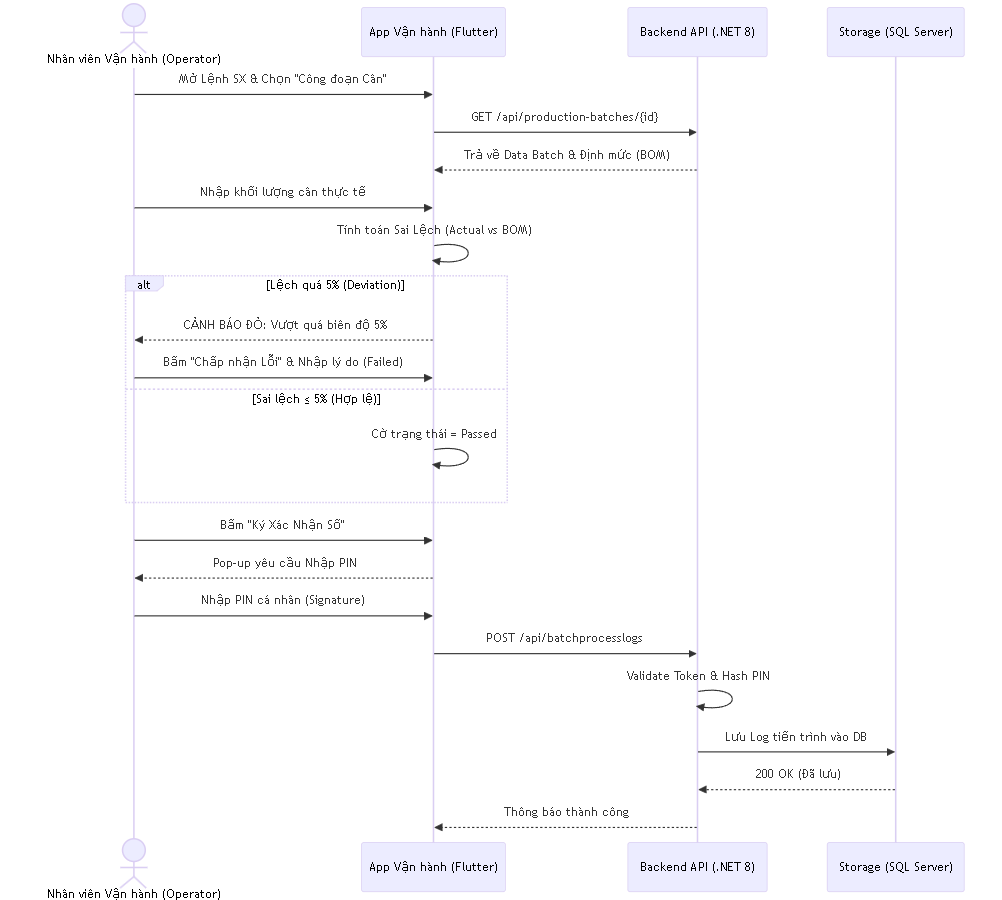 App Vận hành (Flutter)
Backend API (.NET 8)
Storage (SQL Server)
Nhân viên Vận hành (Operator)
Mở Lệnh SX & Chọn "Công đoạn Cân"
GET /api/production-batches/{id}
Trả về Data Batch & Định mức (BOM)
Nhập khối lượng cân thực tế
Tính toán Sai Lệch (Actual vs BOM)
alt
[Lệch quá 5% (Deviation)]
CẢNH BÁO ĐỎ: Vượt quá biên độ 5%
Bấm "Chấp nhận Lỗi" & Nhập lý do (Failed)
[Sai lệch ≤ 5% (Hợp lệ)]
Cờ trạng thái = Passed
Bấm "Ký Xác Nhận Số"
Pop-up yêu cầu Nhập PIN
Nhập PIN cá nhân (Signature)
POST /api/batchprocesslogs
Validate Token & Hash PIN
Lưu Log tiến trình vào DB
200 OK (Đã lưu)
Thông báo thành công
App Vận hành (Flutter)
Backend API (.NET 8)
Storage (SQL Server)
Nhân viên Vận hành (Operator)